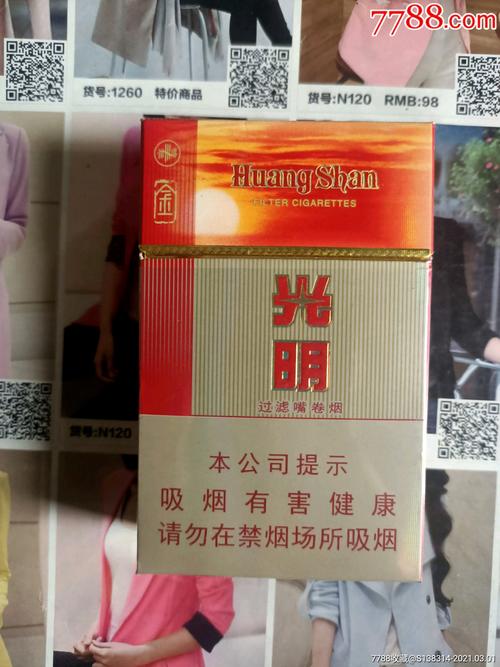 7788.com
货号:1260 特价商品
货号:N120 RMB:98
金
HuangShan
FILTER CIGARETTES
光
明
过滤嘴卷烟
货号:N120
本公司提示
吸烟有害健康
请勿在禁烟场所吸烟
7788收藏@S138314-2021.03.01